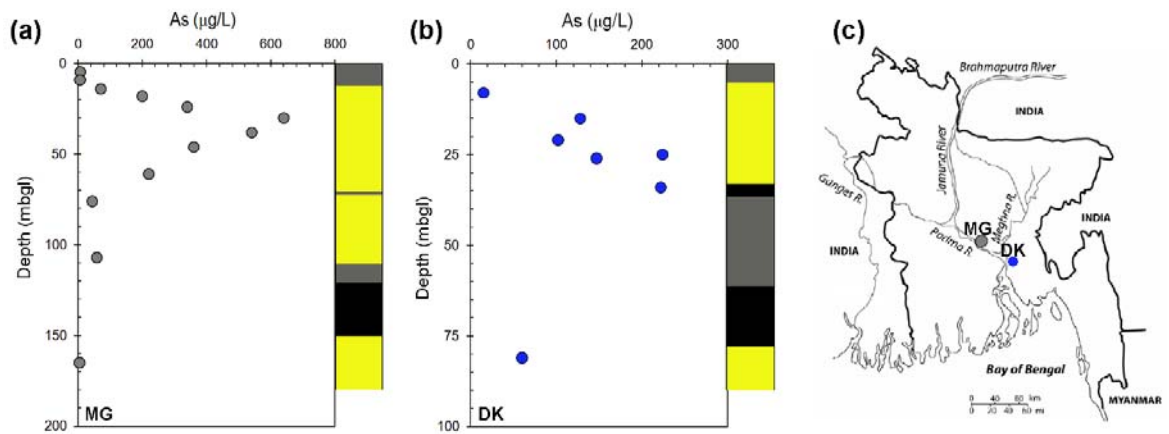 (a)
As (µg/L)
0 200 400 600 800
0
50
100
150
200
Depth (mbgl)
MG
(b)
As (µg/L)
0 100 200 300
0
25
50
75
100
Depth (mbgl)
DK
(c)
Brahmaputra River
INDIA
Jamuna River
Ganges R.
Meghna R.
MG
Padma R.
DK
INDIA
INDIA
Bay of Bengal
0 20 40 60 80 km
0 20 40 60 mi
MYANMAR